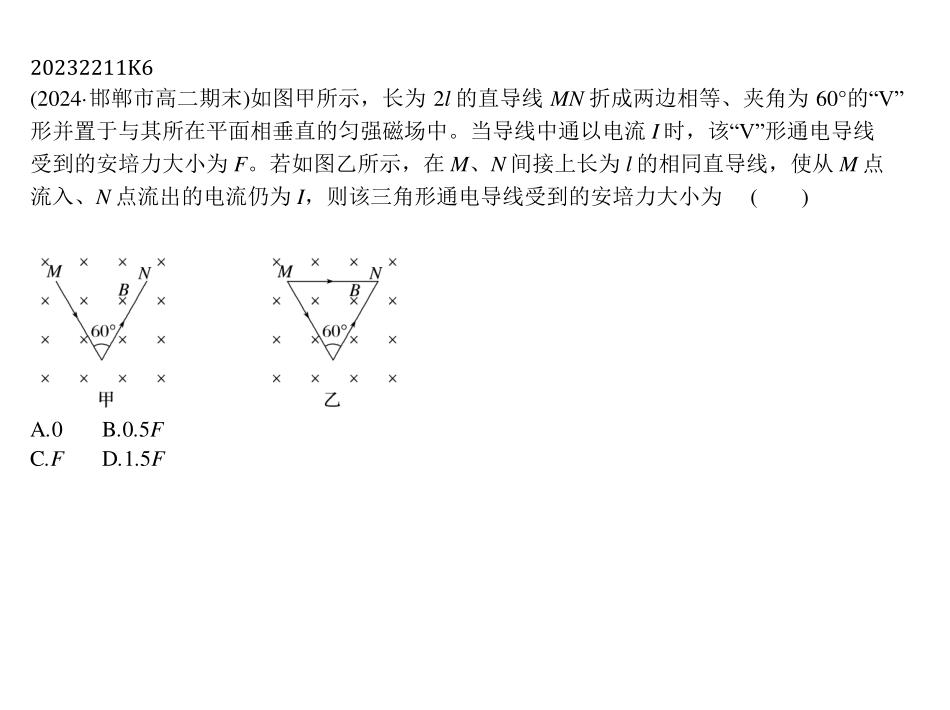 20232211K6
(2024·邯郸市高二期末)如图甲所示，长为 2l 的直导线 MN 折成两边相等、夹角为 60°的“V”
形并置于与其所在平面相垂直的匀强磁场中。当导线中通以电流 I 时，该“V”形通电导线
受到的安培力大小为 F。若如图乙所示，在 M、N 间接上长为 l 的相同直导线，使从 M 点
流入、N 点流出的电流仍为 I，则该三角形通电导线受到的安培力大小为 (  )
M N
B
60°
甲
M N
B
60°
乙
A.0 B.0.5F
C.F D.1.5F